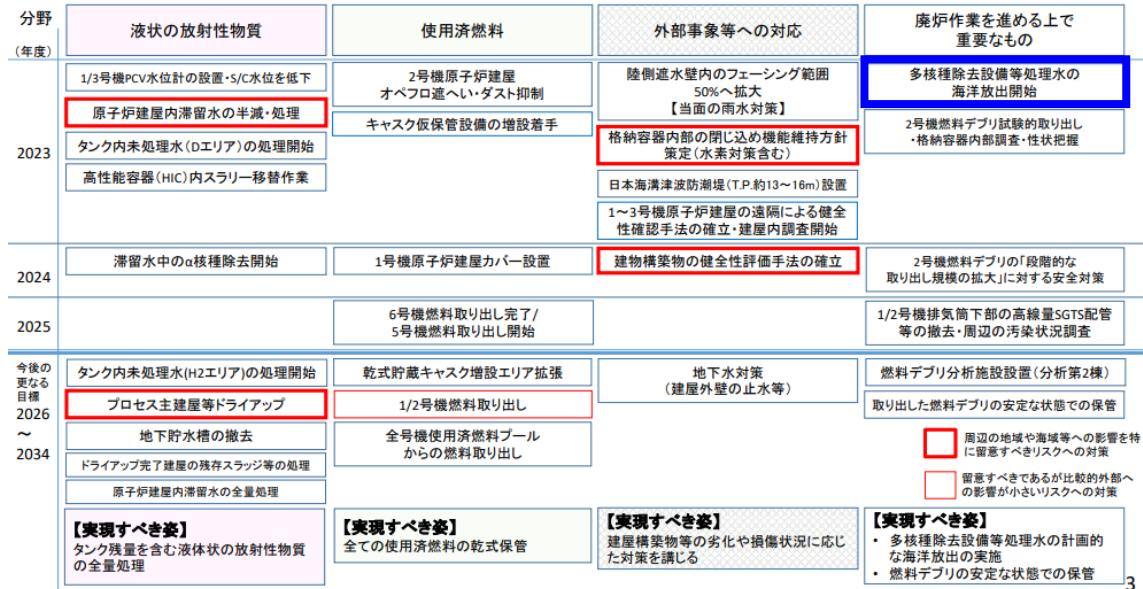 分野
(年度)
液状の放射性物質
使用済燃料
外部事象等への対応
廃炉作業を進める上で
重要なもの
2023
1/3号機PCV水位計の設置・S/C水位を低下
原子炉建屋内滞留水の半減・処理
タンク内未処理水(Dエリア)の処理開始
高性能容器(HIC)内スラリー移替作業
2号機原子炉建屋
オペフロ遮へい・ダスト抑制
キャスク仮保管設備の増設着手
陸側遮水壁内のフェーシング範囲
50%へ拡大
【当面の雨水対策】
格納容器内部の閉じ込め機能維持方針
策定(水素対策含む)
日本海溝津波防潮堤(T.P.約13~16m)設置
1~3号機原子炉建屋の遠隔による健全
性確認手法の確立・建屋内調査開始
多核種除去設備等処理水の
海洋放出開始
2号機燃料デブリ試験的取り出し
・格納容器内部調査・性状把握
2024
滞留水中のα核種除去開始
1号機原子炉建屋カバー設置
建物構築物の健全性評価手法の確立
2号機燃料デブリの「段階的な
取り出し規模の拡大」に対する安全対策
2025
6号機燃料取り出し完了/
5号機燃料取り出し開始
1/2号機排気筒下部の高線量SGTS配管
等の撤去・周辺の汚染状況調査
今後の
更なる
目標
2026
~
2034
タンク内未処理水(H2エリア)の処理開始
プロセス主建屋等ドライアップ
地下貯水槽の撤去
ドライアップ完了建屋の残存スラッジ等の処理
原子炉建屋内滞留水の全量処理
乾式貯蔵キャスク増設エリア拡張
1/2号機燃料取り出し
全号機使用済燃料プール
からの燃料取り出し
地下水対策
(建屋外壁の止水等)
燃料デブリ分析施設設置(分析第2棟)
取り出した燃料デブリの安定な状態での保管
周辺の地域や海域等への影響を特
に留意すべきリスクへの対策
留意すべきであるが比較的外部へ
の影響が小さいリスクへの対策
【実現すべき姿】
タンク残量を含む液体状の放射性物質
の全量処理
【実現すべき姿】
全ての使用済燃料の乾式保管
【実現すべき姿】
建屋構築物等の劣化や損傷状況に応じ
た対策を講じる
【実現すべき姿】
• 多核種除去設備等処理水の計画的
な海洋放出の実施
• 燃料デブリの安定な状態での保管
3